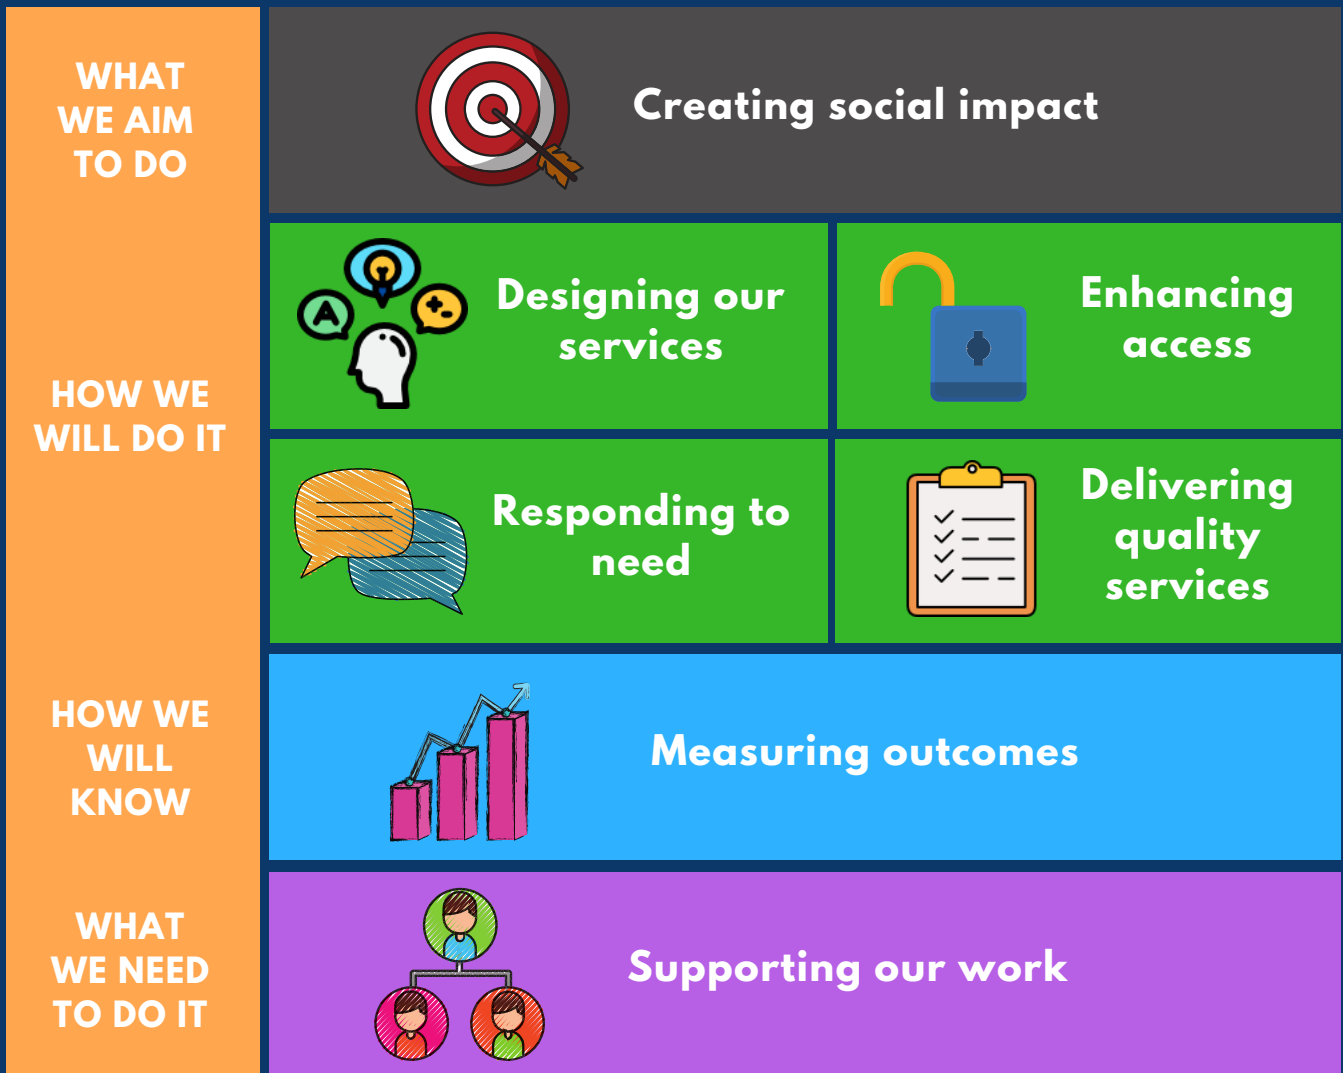 WHAT
WE AIM
TO DO
Creating social impact
HOW WE
WILL DO IT
Designing our
services
Enhancing
access
A
Responding to
need
Delivering
quality
services
HOW WE
WILL
KNOW
Measuring outcomes
WHAT
WE NEED
TO DO IT
Supporting our work